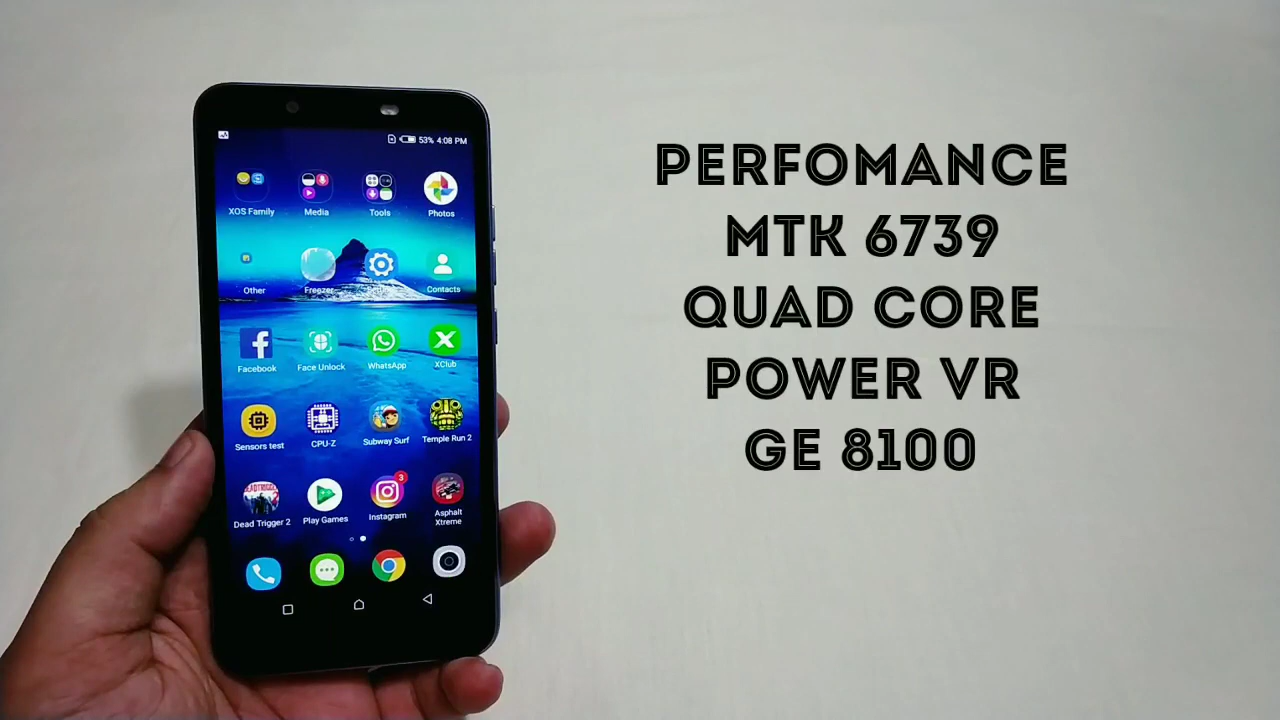 53% 4:08 PM
XOS Family Media Tools Photos
Other Freezer Contacts
Facebook Face Unlock WhatsApp XClub
Sensors test CPU-Z Subway Surf Temple Run 2
3
Dead Trigger 2 Play Games Instagram Asphalt
Xtreme
PERFOMANCE
MTK 6739
QUAD CORE
POWER VR
GE 8100